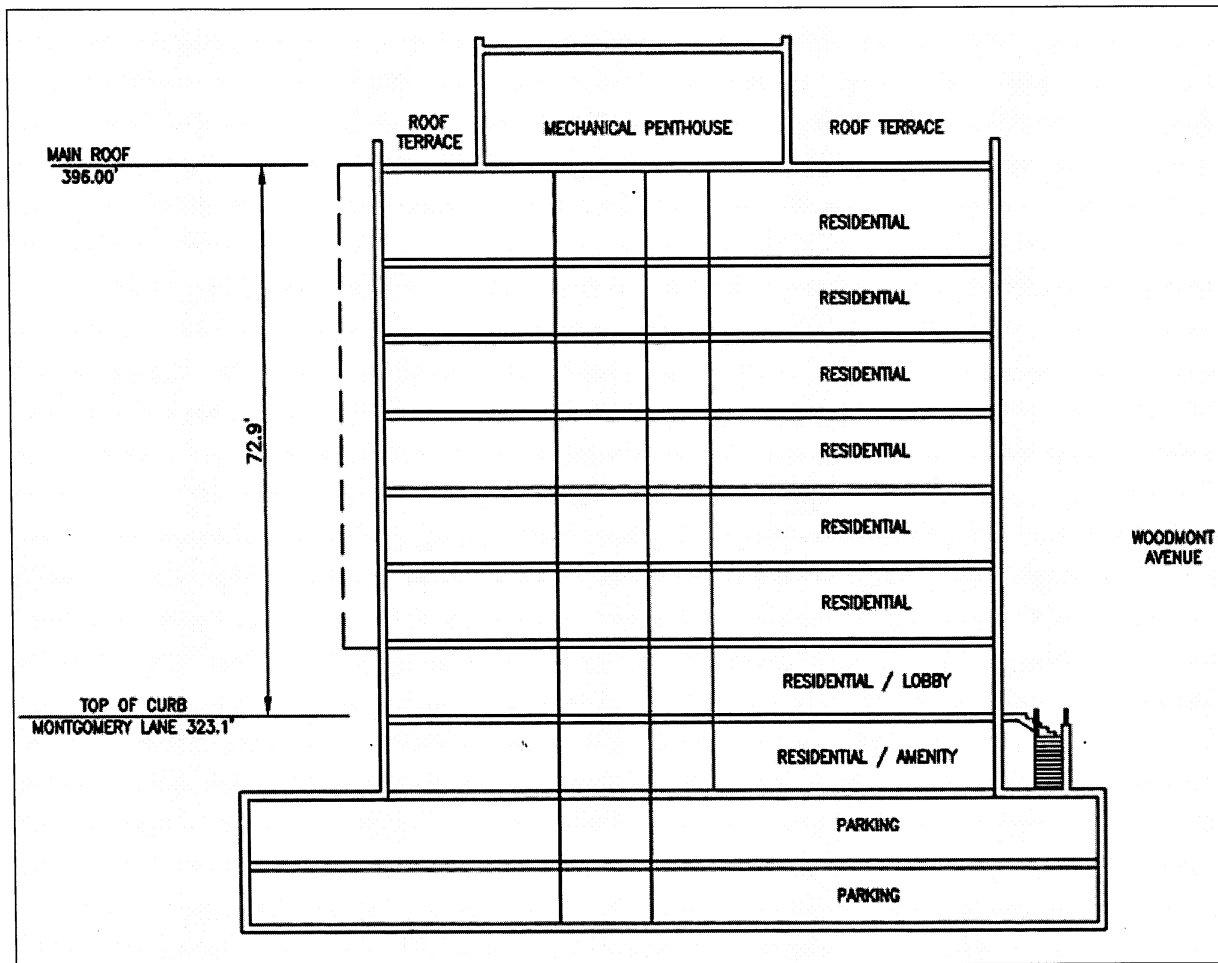 ROOF
TERRACE
MECHANICAL PENTHOUSE
ROOF TERRACE
MAIN ROOF
396.00'
RESIDENTIAL
RESIDENTIAL
RESIDENTIAL
72.9'
RESIDENTIAL
RESIDENTIAL
WOODMONT
AVENUE
RESIDENTIAL
RESIDENTIAL / LOBBY
TOP OF CURB
MONTGOMERY LANE 323.1'
RESIDENTIAL / AMENITY
PARKING
PARKING